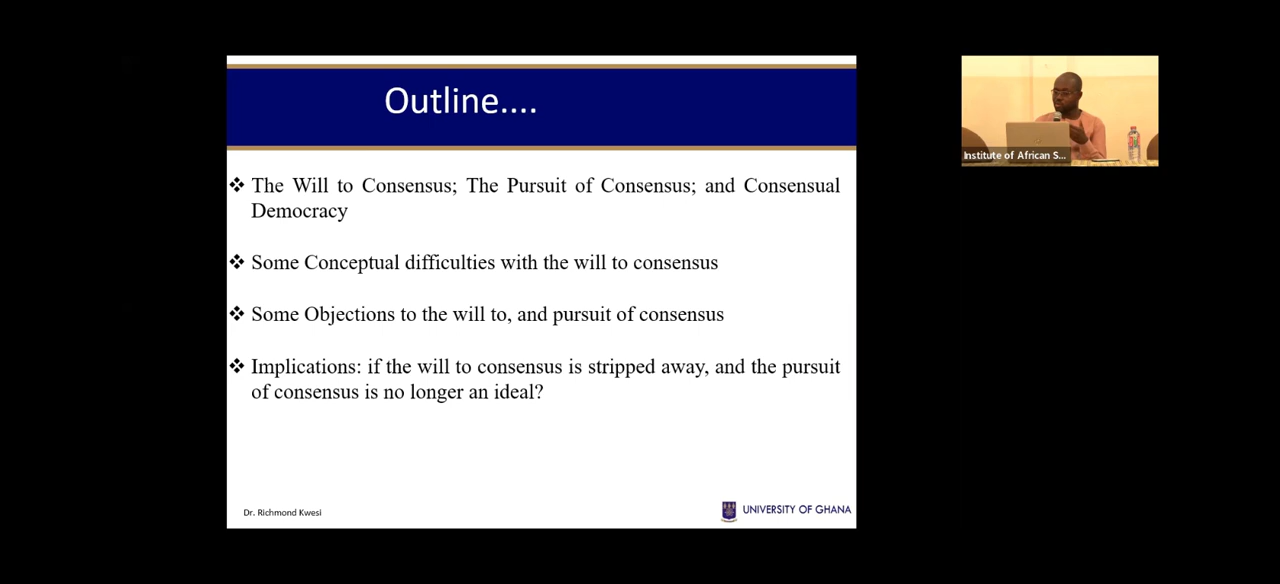 Outline....
❖ The Will to Consensus; The Pursuit of Consensus; and Consensual
Democracy
❖ Some Conceptual difficulties with the will to consensus
❖ Some Objections to the will to, and pursuit of consensus
❖ Implications: if the will to consensus is stripped away, and the pursuit
of consensus is no longer an ideal?
Dr. Richmond Kwesi
UNIVERSITY OF GHANA
Institute of African S...